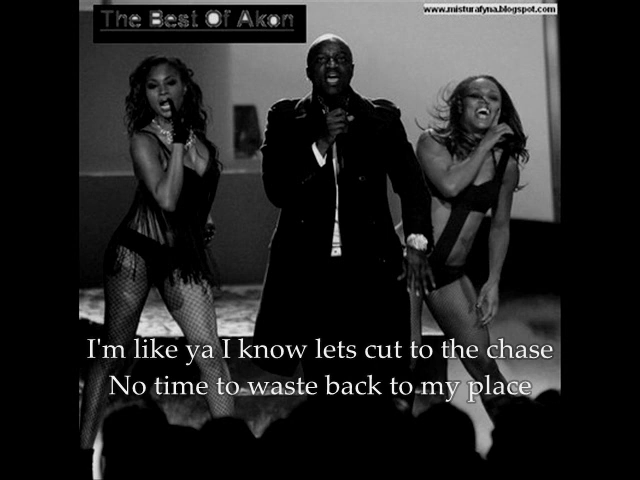 The Best Of Akon
www.misturafyna.blogspot.com
I'm like ya I know lets cut to the chase
No time to waste back to my place